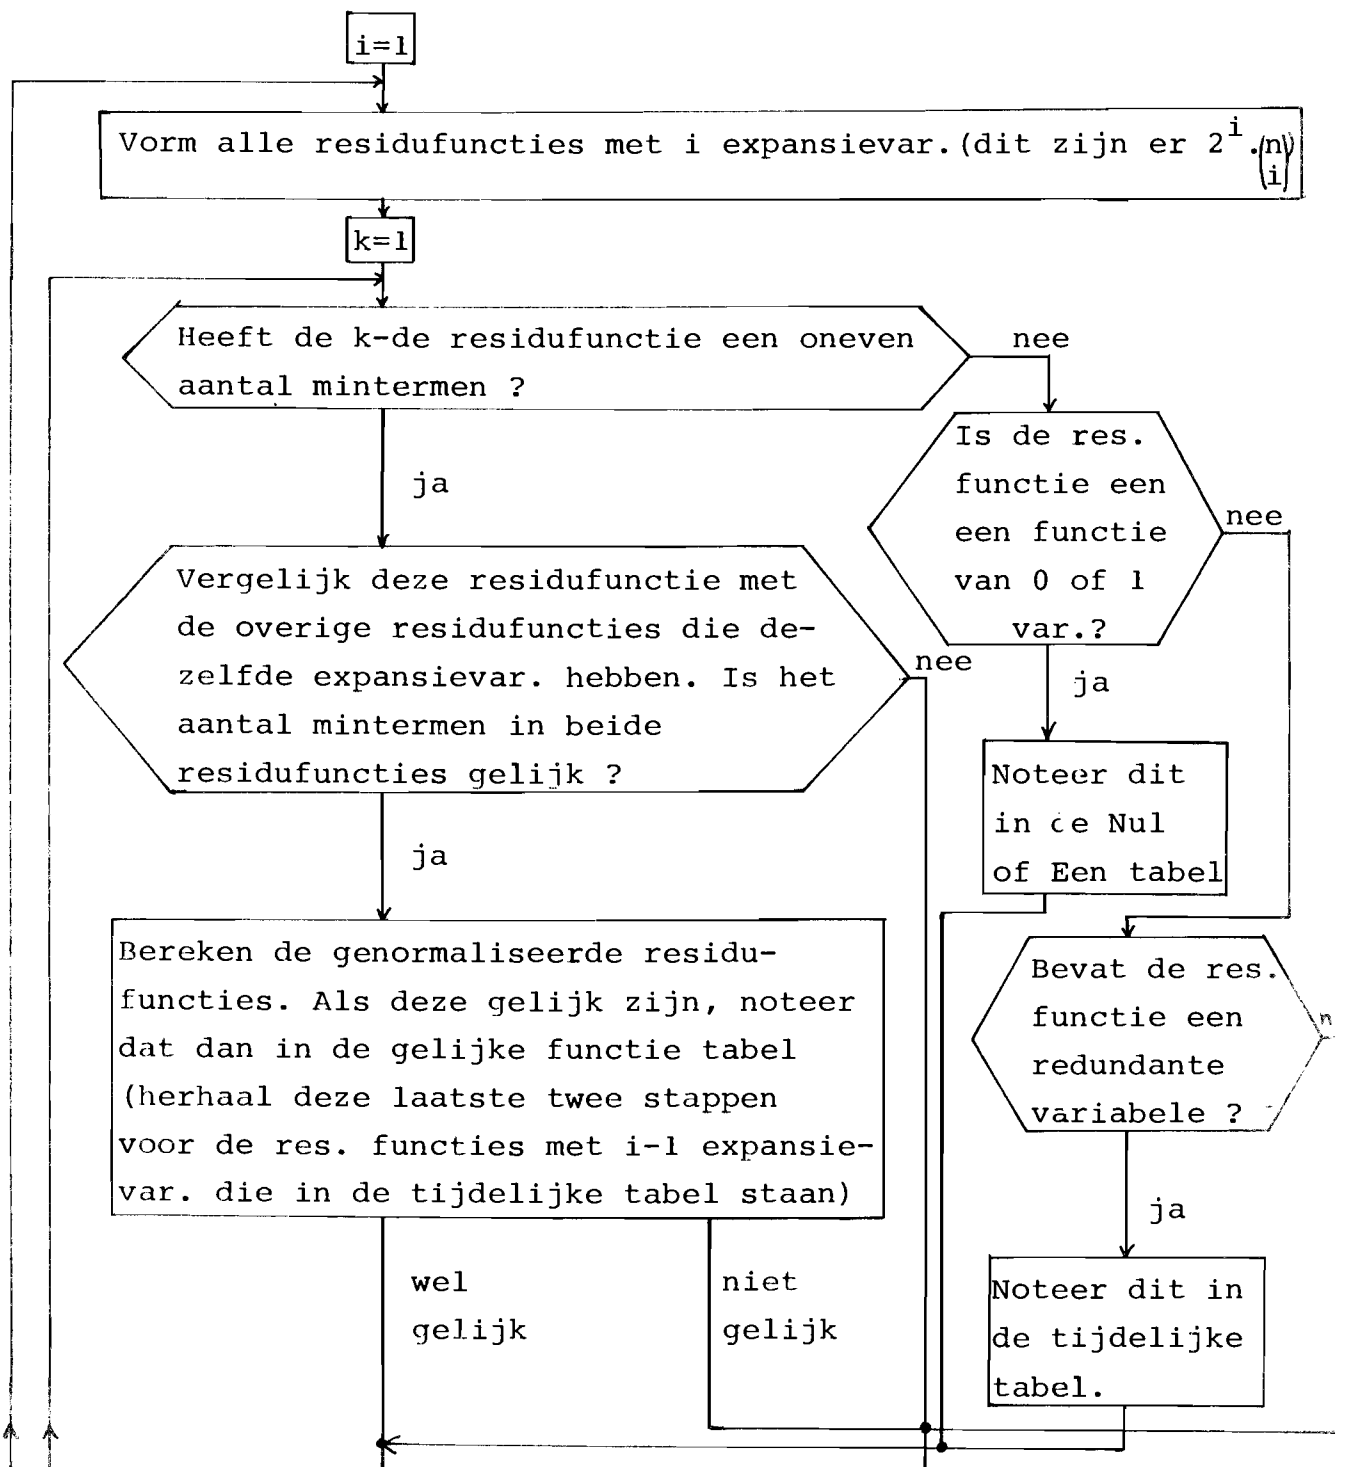 i=1
Vorm alle residufuncties met i expansievar.(dit zijn er 2^i.(n
i)
k=1
Heeft de k-de residufunctie een oneven
aantal mintermen ?
nee
ja
Is de res.
functie een
een functie
van 0 of 1
var.?
nee
ja
Vergelijk deze residufunctie met
de overige residufuncties die de-
zelfde expansievar. hebben. Is het
aantal mintermen in beide
residufuncties gelijk ?
nee
ja
Noteer dit
in de Nul
of Een tabel
Bereken de genormaliseerde residu-
functies. Als deze gelijk zijn, noteer
dat dan in de gelijke functie tabel
(herhaal deze laatste twee stappen
voor de res. functies met i-1 expansie-
var. die in de tijdelijke tabel staan)
Bevat de res.
functie een
redundante
variabele ?
n
ja
wel
gelijk
niet
gelijk
Noteer dit in
de tijdelijke
tabel.